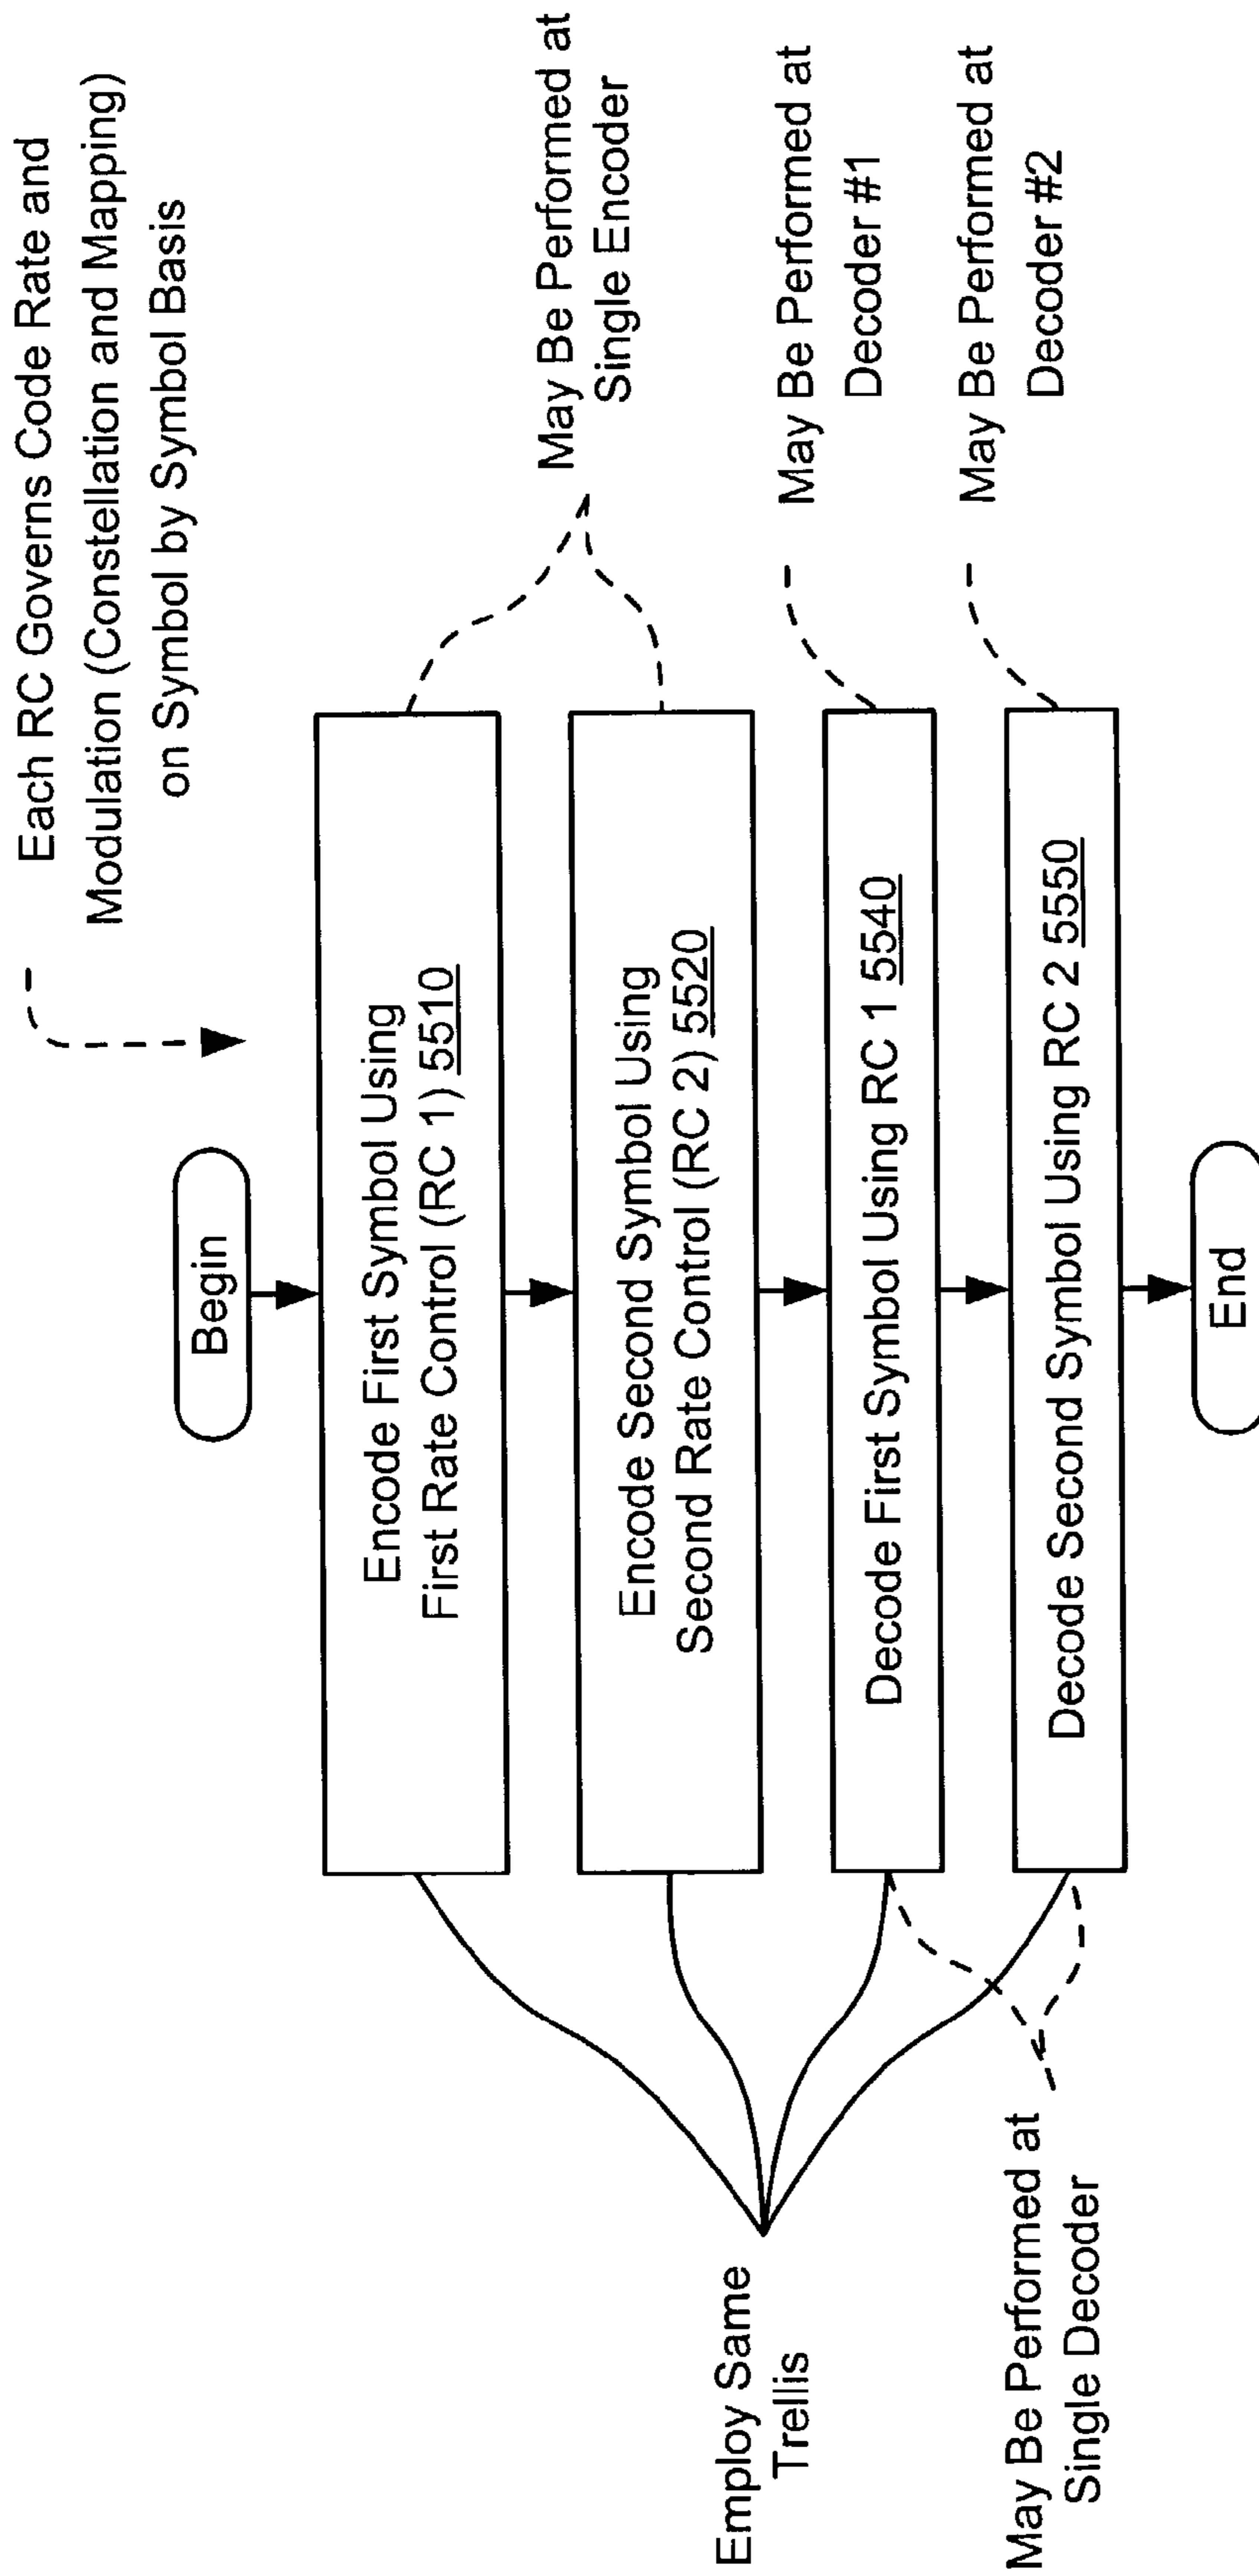 Each RC Governs Code Rate and
Modulation (Constellation and Mapping)
on Symbol by Symbol Basis
Begin
Encode First Symbol Using
First Rate Control (RC 1) 5510
May Be Performed at
Single Encoder
Encode Second Symbol Using
Second Rate Control (RC 2) 5520
Employ Same
Trellis
Decode First Symbol Using RC 1 5540
May Be Performed at
Decoder #1
Decode Second Symbol Using RC 2 5550
May Be Performed at
Decoder #2
May Be Performed at
Single Decoder
End